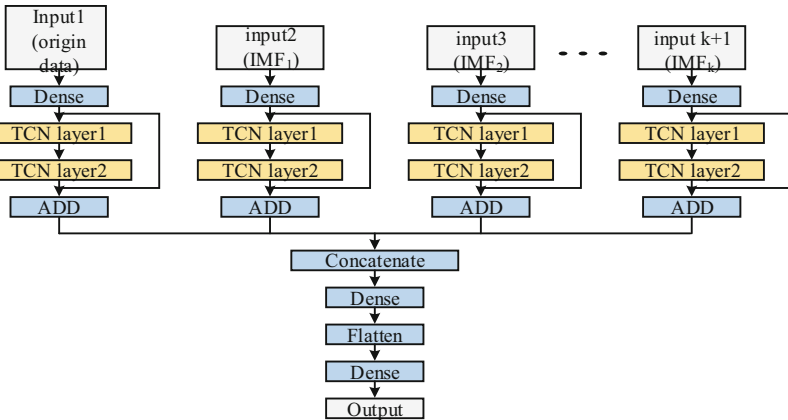 Input1
(origin
data)
input2
(IMF₁)
input3
(IMF₂)
input k+1
(IMFₖ)
Dense
Dense
Dense
Dense
TCN layer1
TCN layer1
TCN layer1
TCN layer1
TCN layer2
TCN layer2
TCN layer2
TCN layer2
ADD
ADD
ADD
ADD
Concatenate
Dense
Flatten
Dense
Output